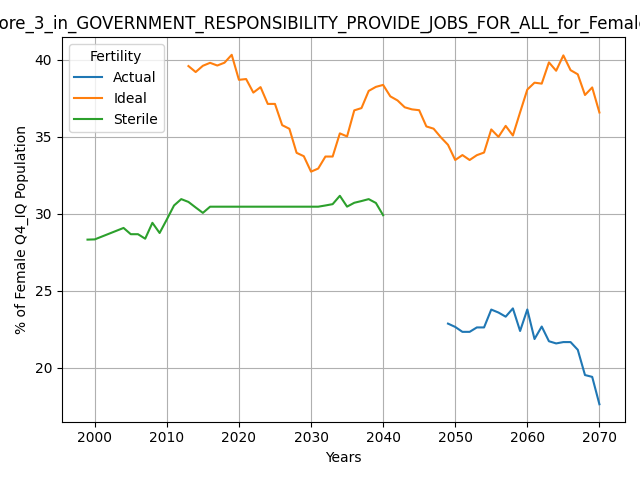 ore_3_in_GOVERNMENT_RESPONSIBILITY_PROVIDE_JOBS_FOR_ALL_for_Female
Fertility
Actual
Ideal
Sterile
% of Female Q4_IQ Population
40
35
30
25
20
2000 2010 2020 2030 2040 2050 2060 2070
Years